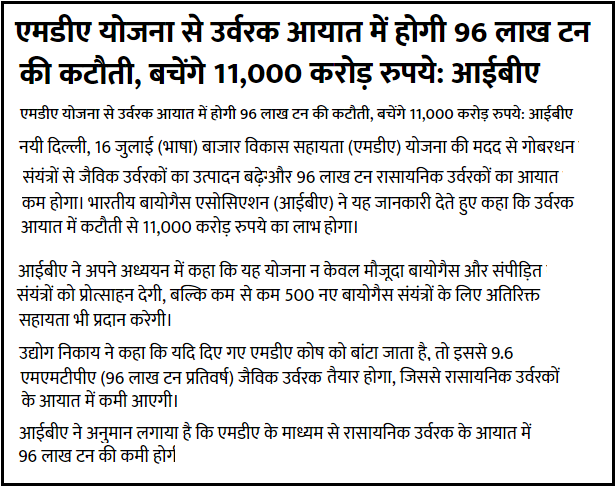 एमडीए योजना से उर्वरक आयात में होगी 96 लाख टन
की कटौती, बचेंगे 11,000 करोड़ रुपये: आईबीए
एमडीए योजना से उर्वरक आयात में होगी 96 लाख टन की कटौती, बचेंगे 11,000 करोड़ रुपये: आईबीए
नयी दिल्ली, 16 जुलाई (भाषा) बाजार विकास सहायता (एमडीए) योजना की मदद से गोबरधन
संयंत्रों से जैविक उर्वरकों का उत्पादन बढ़ेगा और 96 लाख टन रासायनिक उर्वरकों का आयात
कम होगा। भारतीय बायोगैस एसोसिएशन (आईबीए) ने यह जानकारी देते हुए कहा कि उर्वरक
आयात में कटौती से 11,000 करोड़ रुपये का लाभ होगा।
आईबीए ने अपने अध्ययन में कहा कि यह योजना न केवल मौजूदा बायोगैस और संपीड़ित
संयंत्रों को प्रोत्साहन देगी, बल्कि कम से कम 500 नए बायोगैस संयंत्रों के लिए अतिरिक्त
सहायता भी प्रदान करेगी।
उद्योग निकाय ने कहा कि यदि दिए गए एमडीए कोष को बांटा जाता है, तो इससे 9.6
एमएमटीपीए (96 लाख टन प्रतिवर्ष) जैविक उर्वरक तैयार होगा, जिससे रासायनिक उर्वरकों
के आयात में कमी आएगी।
आईबीए ने अनुमान लगाया है कि एमडीए के माध्यम से रासायनिक उर्वरक के आयात में
96 लाख टन की कमी होगी